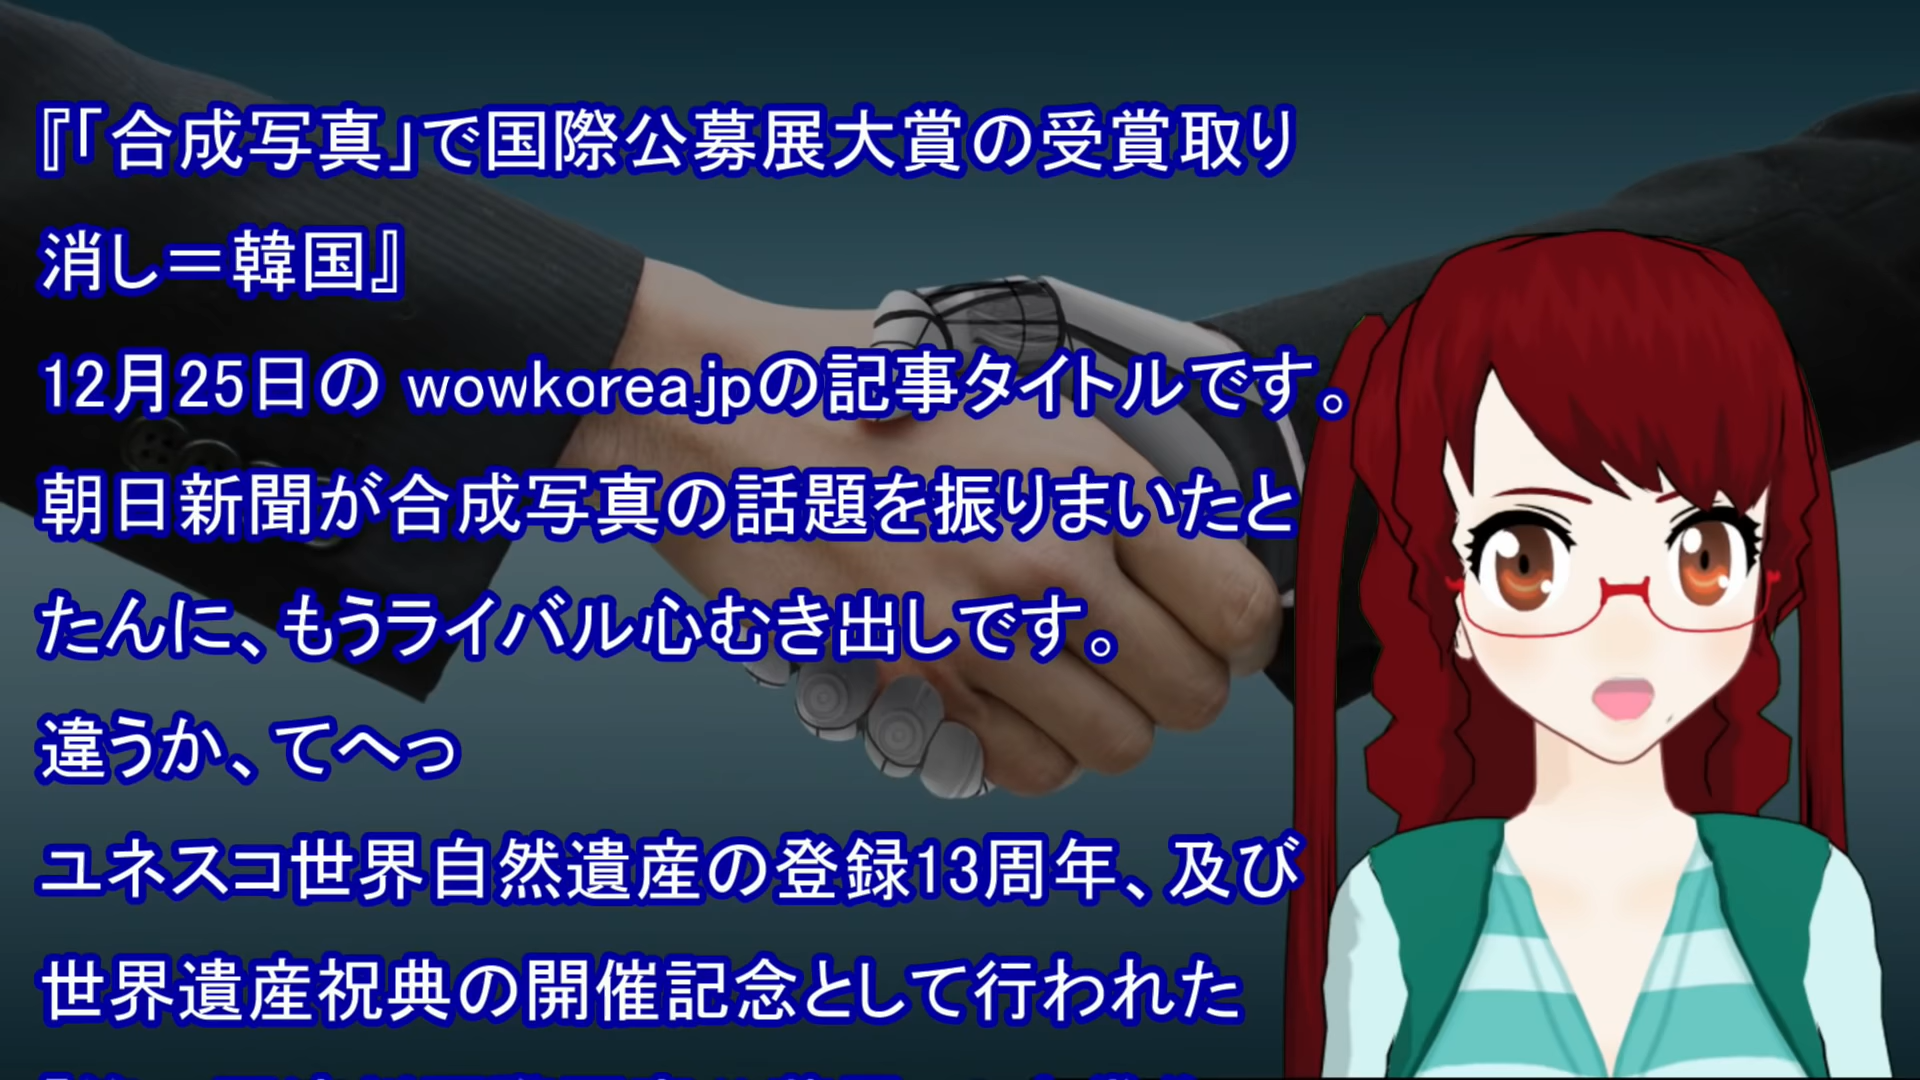 『「合成写真」で国際公募展大賞の受賞取り
消し＝韓国』
12月25日の wowkorea.jpの記事タイトルです。
朝日新聞が合成写真の話題を振りまいたと
たんに、もうライバル心むき出しです。
違うか、てへっ
ユネスコ世界自然遺産の登録13周年、及び
世界遺産祝典の開催記念として行われた